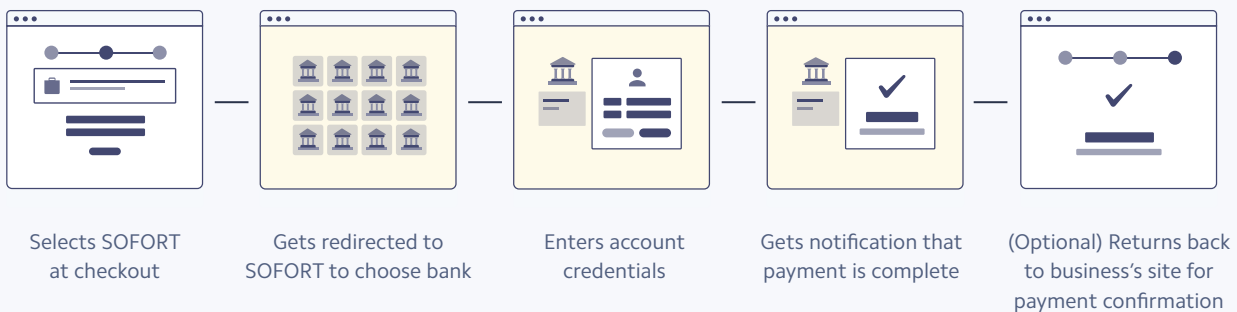 Selects SOFORT
at checkout
Gets redirected to
SOFORT to choose bank
Enters account
credentials
Gets notification that
payment is complete
(Optional) Returns back
to business's site for
payment confirmation